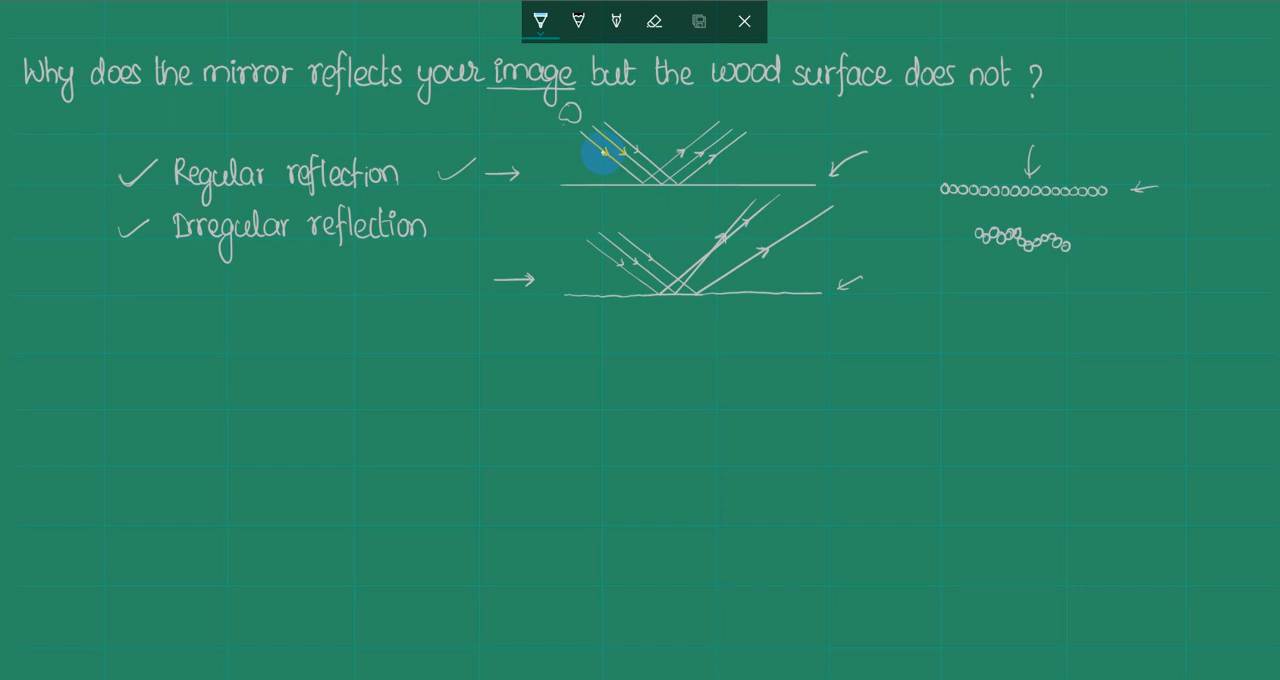 Why does the mirror reflects your image but the wood surface does not ?
Regular reflection
Irregular reflection